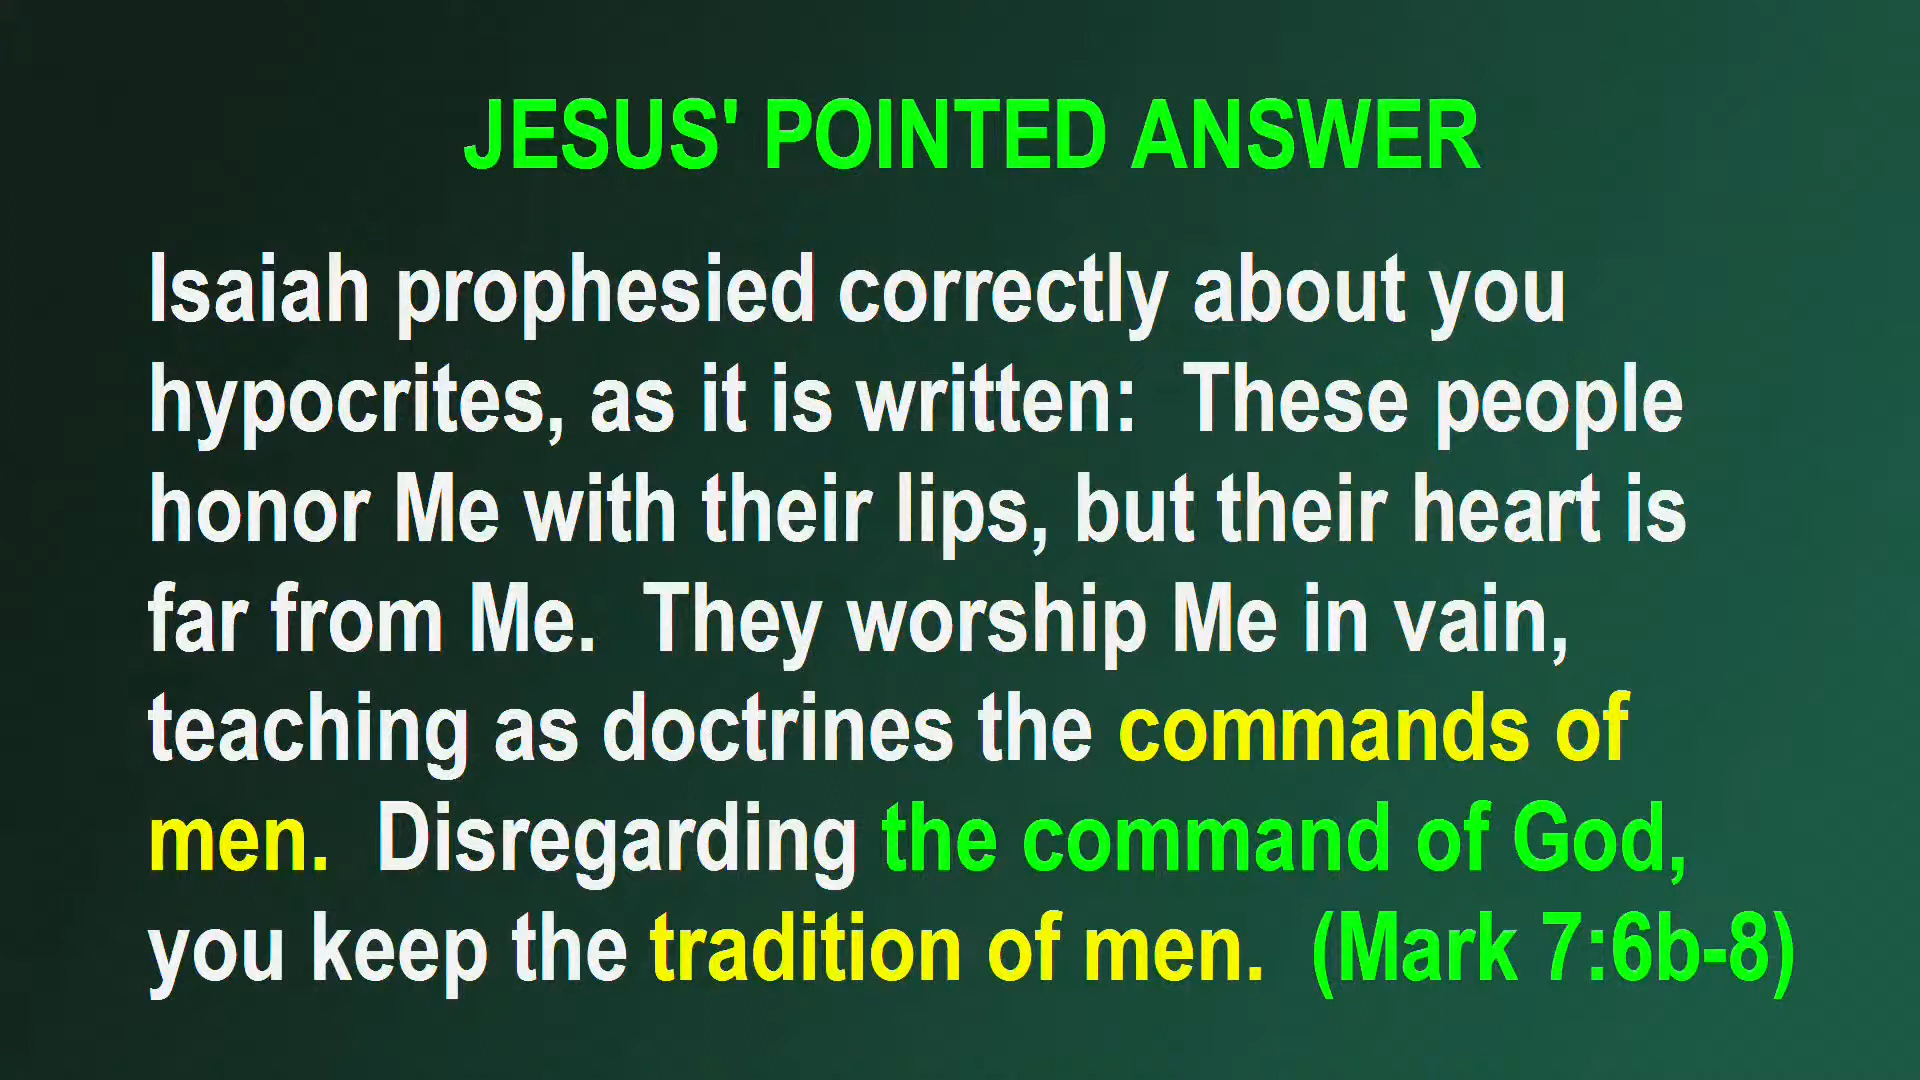 JESUS' POINTED ANSWER
Isaiah prophesied correctly about you
hypocrites, as it is written:  These people
honor Me with their lips, but their heart is
far from Me.  They worship Me in vain,
teaching as doctrines the commands of
men.  Disregarding the command of God,
you keep the tradition of men.  (Mark 7:6b-8)